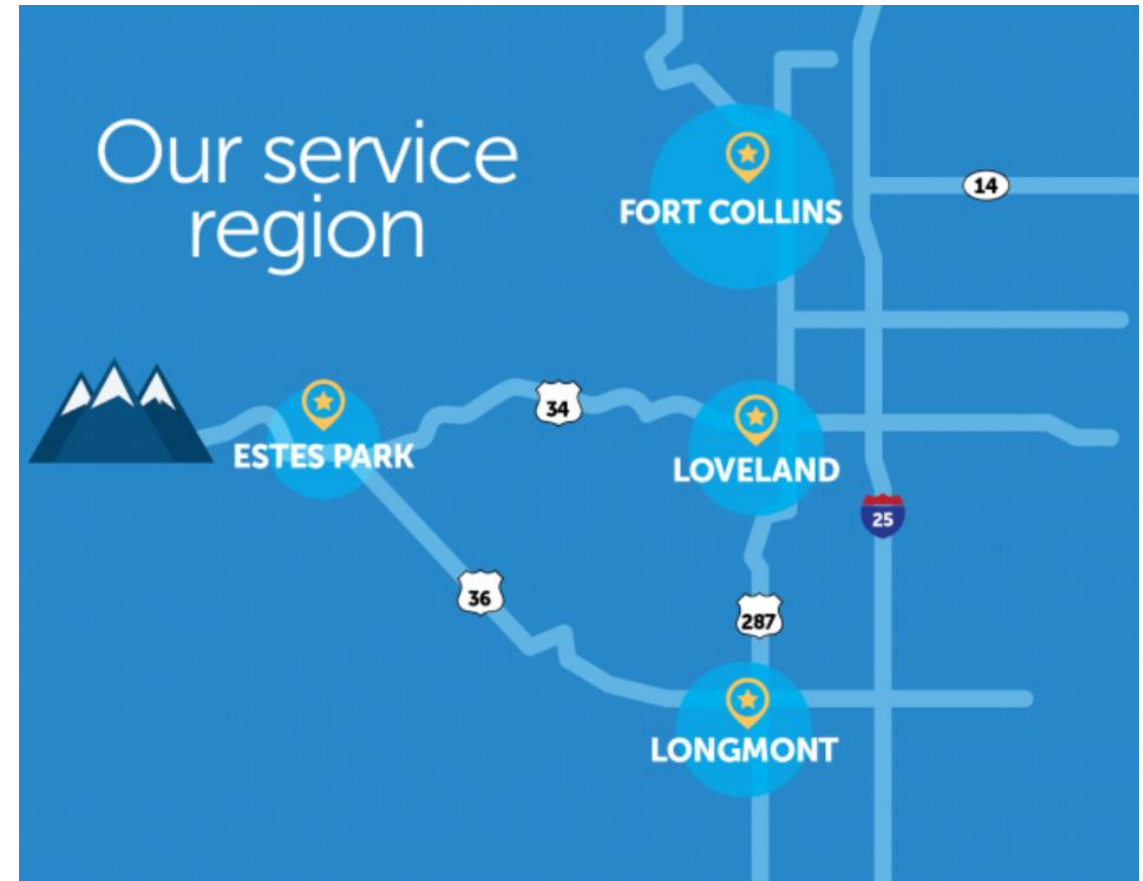 Our service
region
FORT COLLINS
14
34
ESTES PARK
LOVELAND
25
36
287
LONGMONT